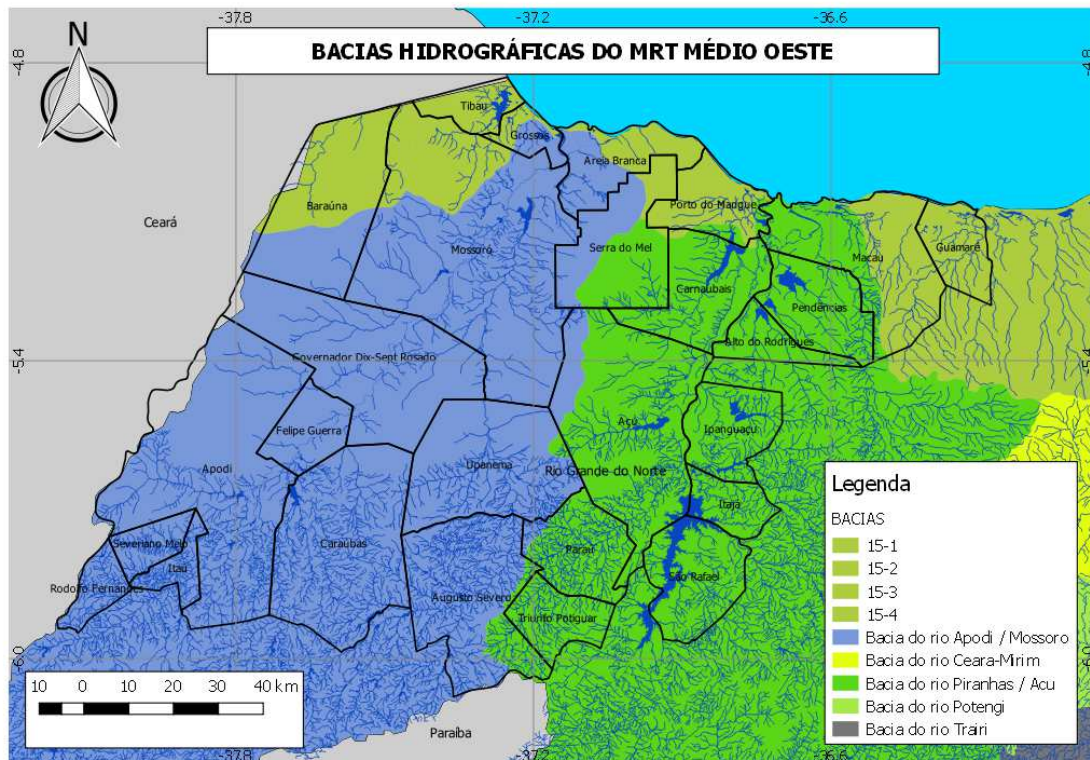 -37.8
-37.2
-36.6
BACIAS HIDROGRÁFICAS DO MRT MÉDIO OESTE
N
-4.8
-4.8
Tibau
Grossos
Areia Branca
Baraúna
Porto do Mangue
Ceará
Mossoró
Serra do Mel
Macau
Guamaré
Carnaubais
Pendências
Alto do Rodrigues
-5.4
-5.4
Governador Dix-Sept Rosado
Açu
Ipanguaçu
Felipe Guerra
Apodi
Upanema
Rio Grande do Norte
Itajá
Severiano Melo
Caraúbas
Paraú
Itaú
São Rafael
Rodolfo Fernandes
Augusto Severo
Triunfo Potiguar
-6.0
-6.0
Legenda
BACIAS
15-1
15-2
15-3
15-4
Bacia do rio Apodi / Mossoro
Bacia do rio Ceara-Mirim
Bacia do rio Piranhas / Acu
Bacia do rio Potengi
Bacia do rio Trairi
10 0 10 20 30 40 km
Paraíba
-37.8
-37.2
-36.6